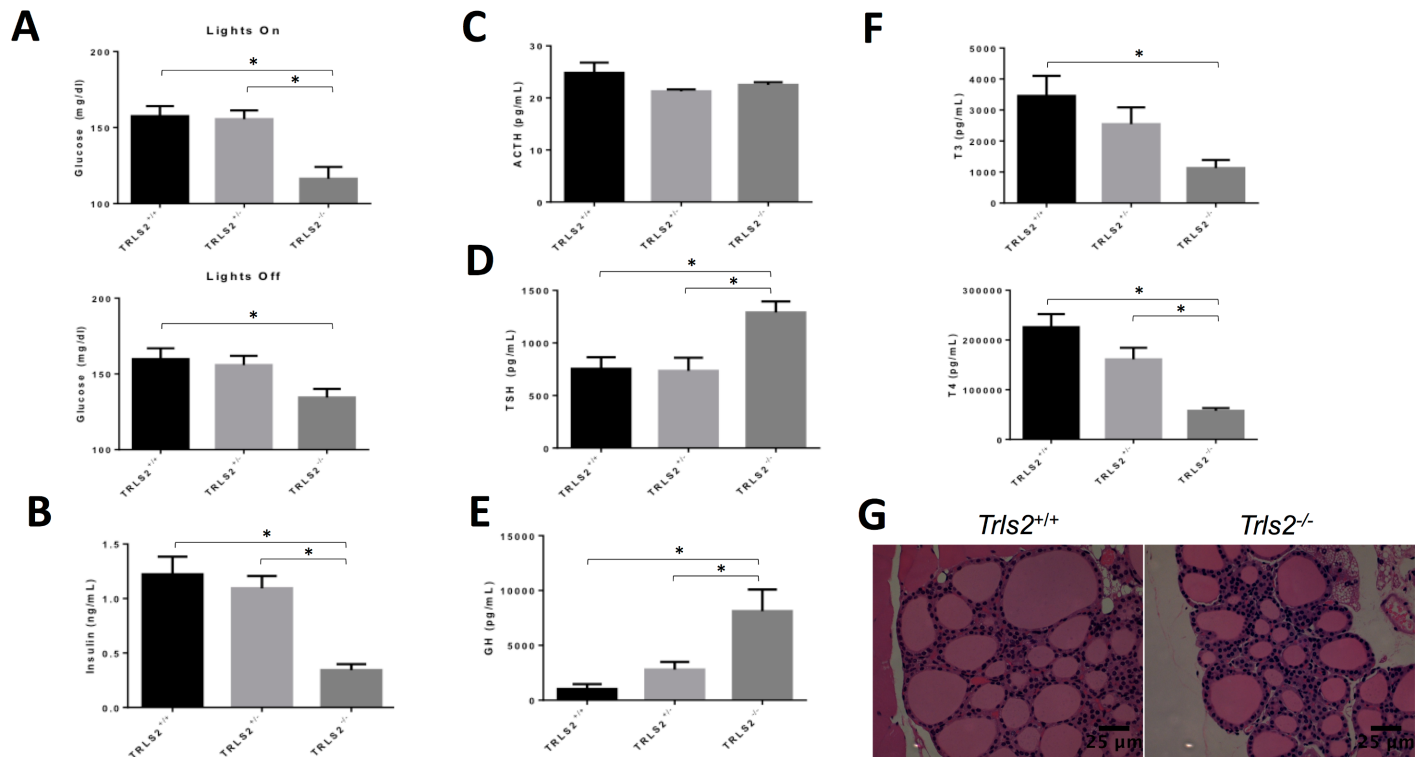 A
Lights On
200
150
100
Glucose (mg/dl)
*
*
TRLS2+/+
TRLS2+/-
TRLS2-/-
Lights Off
200
150
100
Glucose (mg/dl)
*
TRLS2+/+
TRLS2+/-
TRLS2-/-
B
1.5
1.0
0.5
0.0
Insulin (ng/mL)
*
*
TRLS2+/+
TRLS2+/-
TRLS2-/-
C
30
20
10
0
ACTH (pg/mL)
TRLS2+/+
TRLS2+/-
TRLS2-/-
D
1500
1000
500
0
TSH (pg/mL)
*
*
TRLS2+/+
TRLS2+/-
TRLS2-/-
E
15000
10000
5000
0
GH (pg/mL)
*
*
TRLS2+/+
TRLS2+/-
TRLS2-/-
F
5000
4000
3000
2000
1000
0
T3 (pg/mL)
*
TRLS2+/+
TRLS2+/-
TRLS2-/-
300000
200000
100000
0
T4 (pg/mL)
*
*
TRLS2+/+
TRLS2+/-
TRLS2-/-
G
Trls2+/+
Trls2-/-
25 µm
25 µm